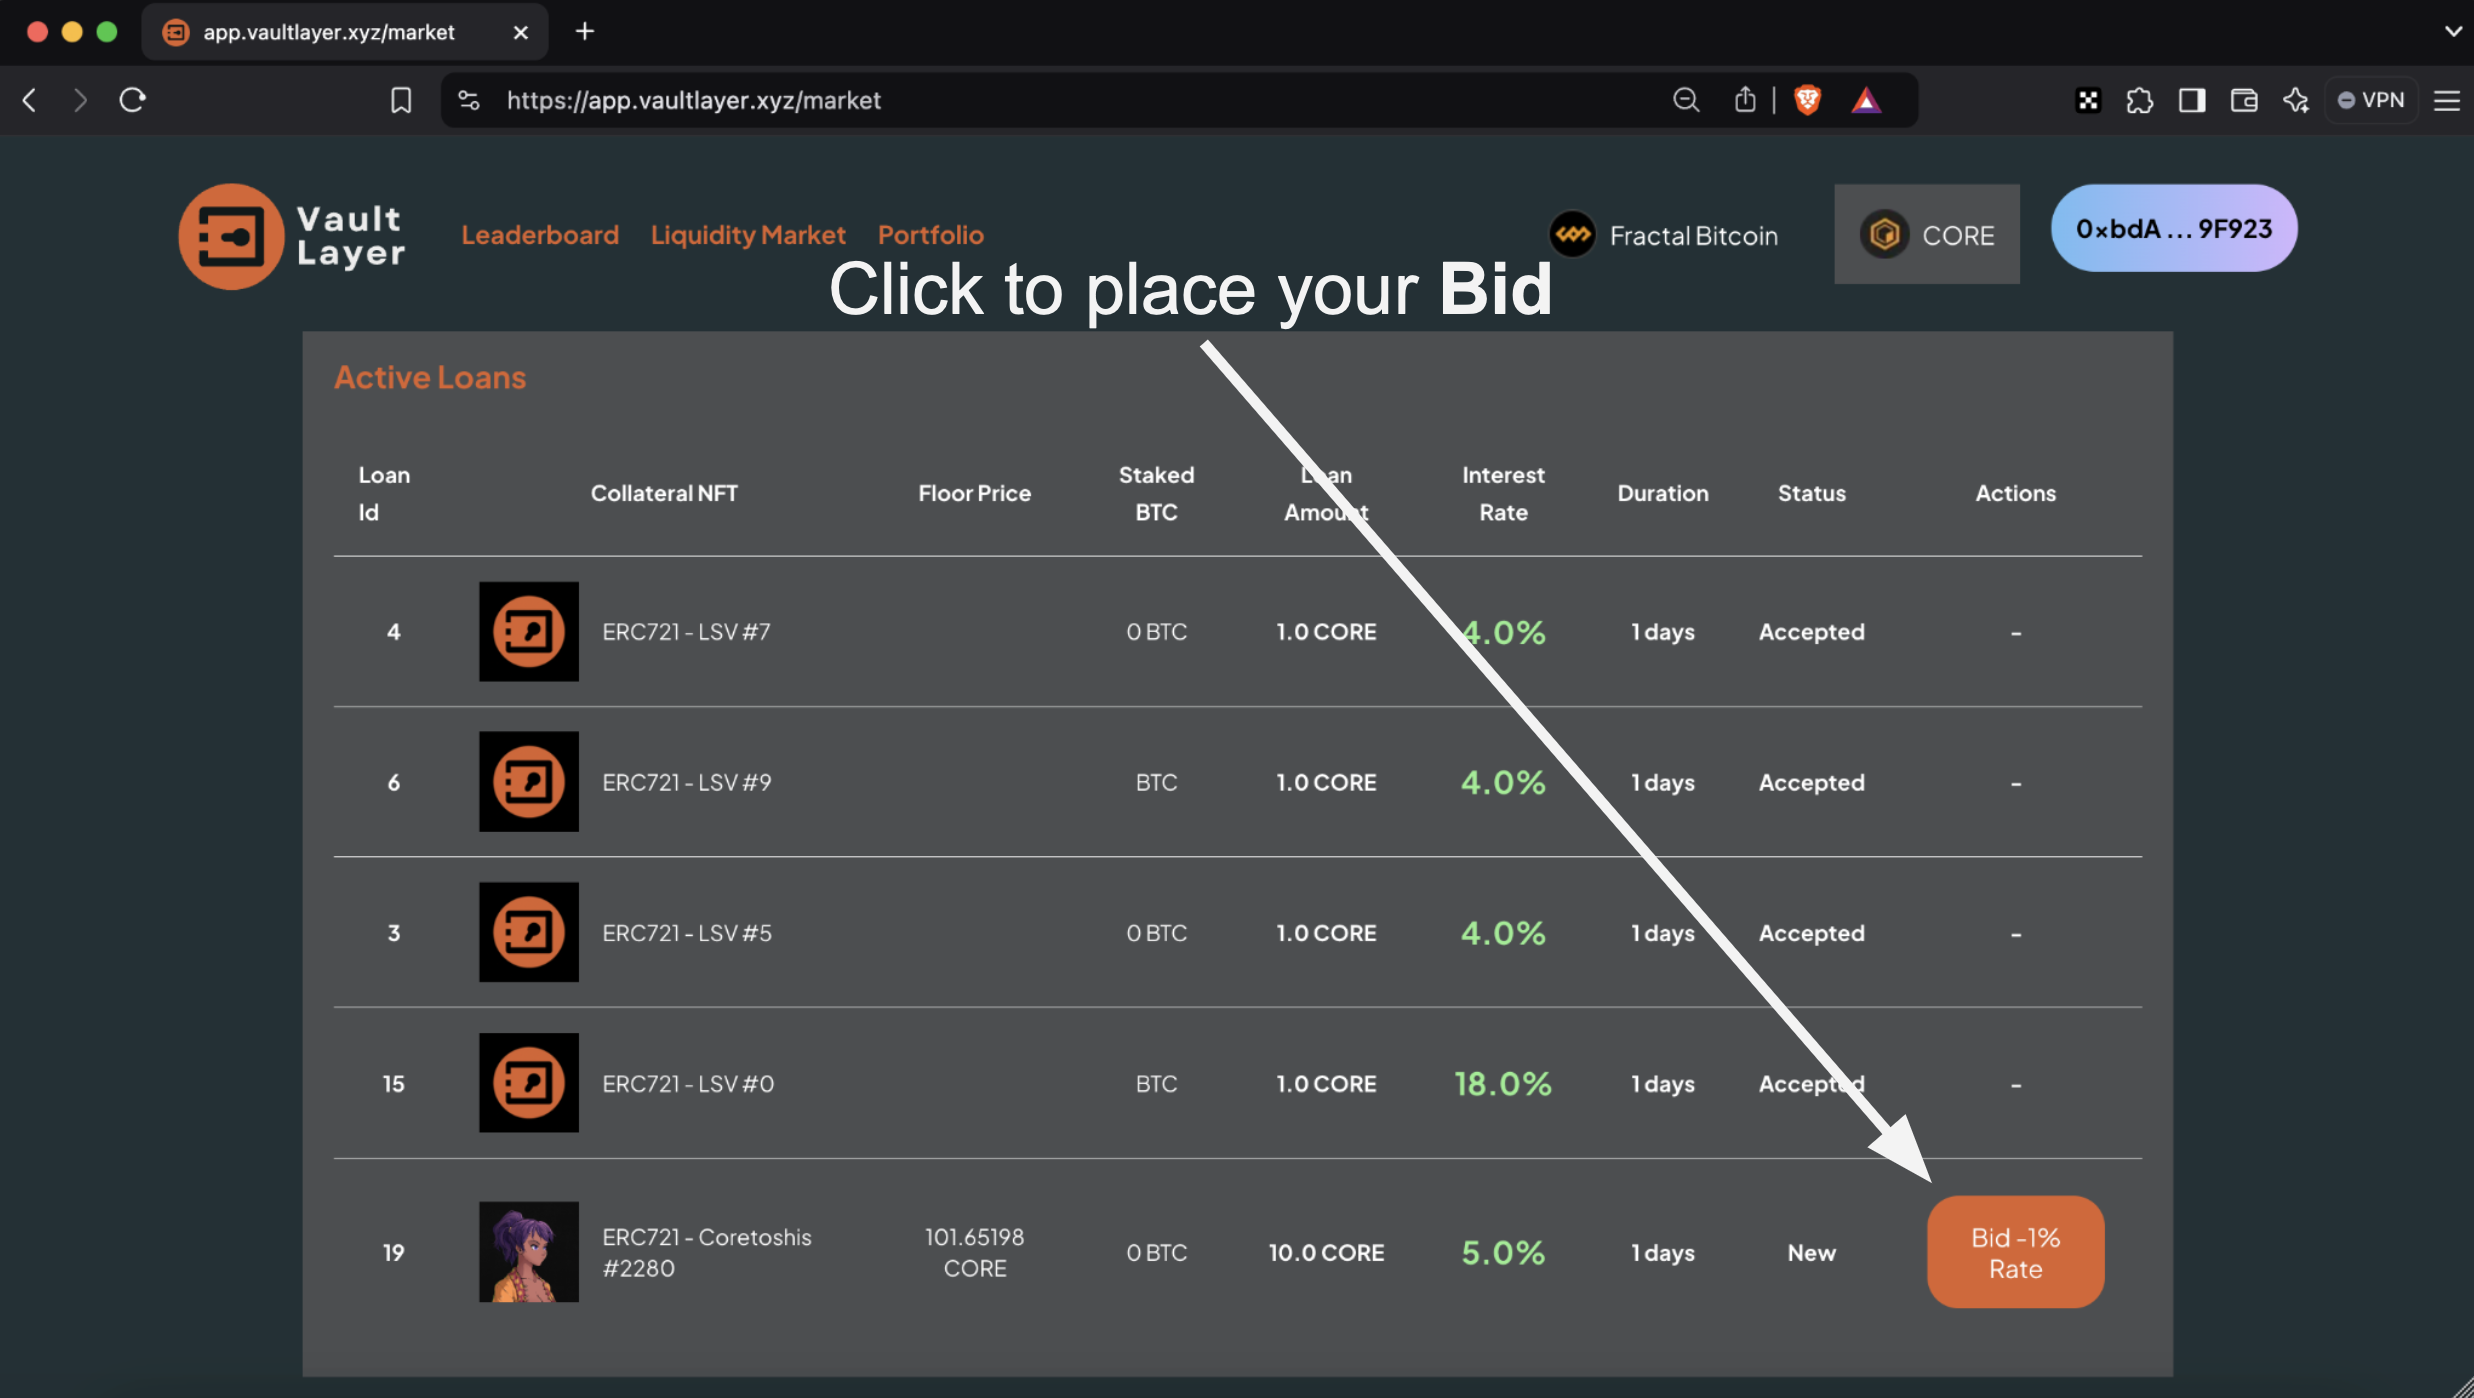 app.vaultlayer.xyz/market
https://app.vaultlayer.xyz/market
VPN
Vault
Layer
Leaderboard
Liquidity Market
Portfolio
Fractal Bitcoin
CORE
0xbdA ... 9F923
Click to place your Bid
Active Loans
Loan
Id
Collateral NFT
Floor Price
Staked
BTC
Loan
Amount
Interest
Rate
Duration
Status
Actions
4
ERC721 - LSV #7
0 BTC
1.0 CORE
4.0%
1 days
Accepted
-
6
ERC721 - LSV #9
BTC
1.0 CORE
4.0%
1 days
Accepted
-
3
ERC721 - LSV #5
0 BTC
1.0 CORE
4.0%
1 days
Accepted
-
15
ERC721 - LSV #0
BTC
1.0 CORE
18.0%
1 days
Accepted
-
19
ERC721 - Coretoshis
#2280
101.65198
CORE
0 BTC
10.0 CORE
5.0%
1 days
New
Bid -1%
Rate